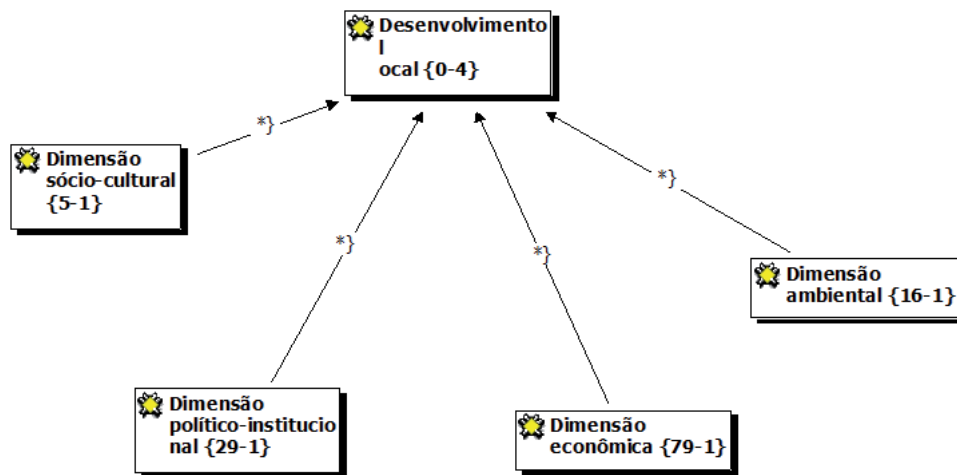 Desenvolvimento
l
ocal {0-4}
*}
Dimensão
sócio-cultural
{5-1}
*}
*}
*}
Dimensão
ambiental {16-1}
Dimensão
político-institucio
nal {29-1}
Dimensão
econômica {79-1}